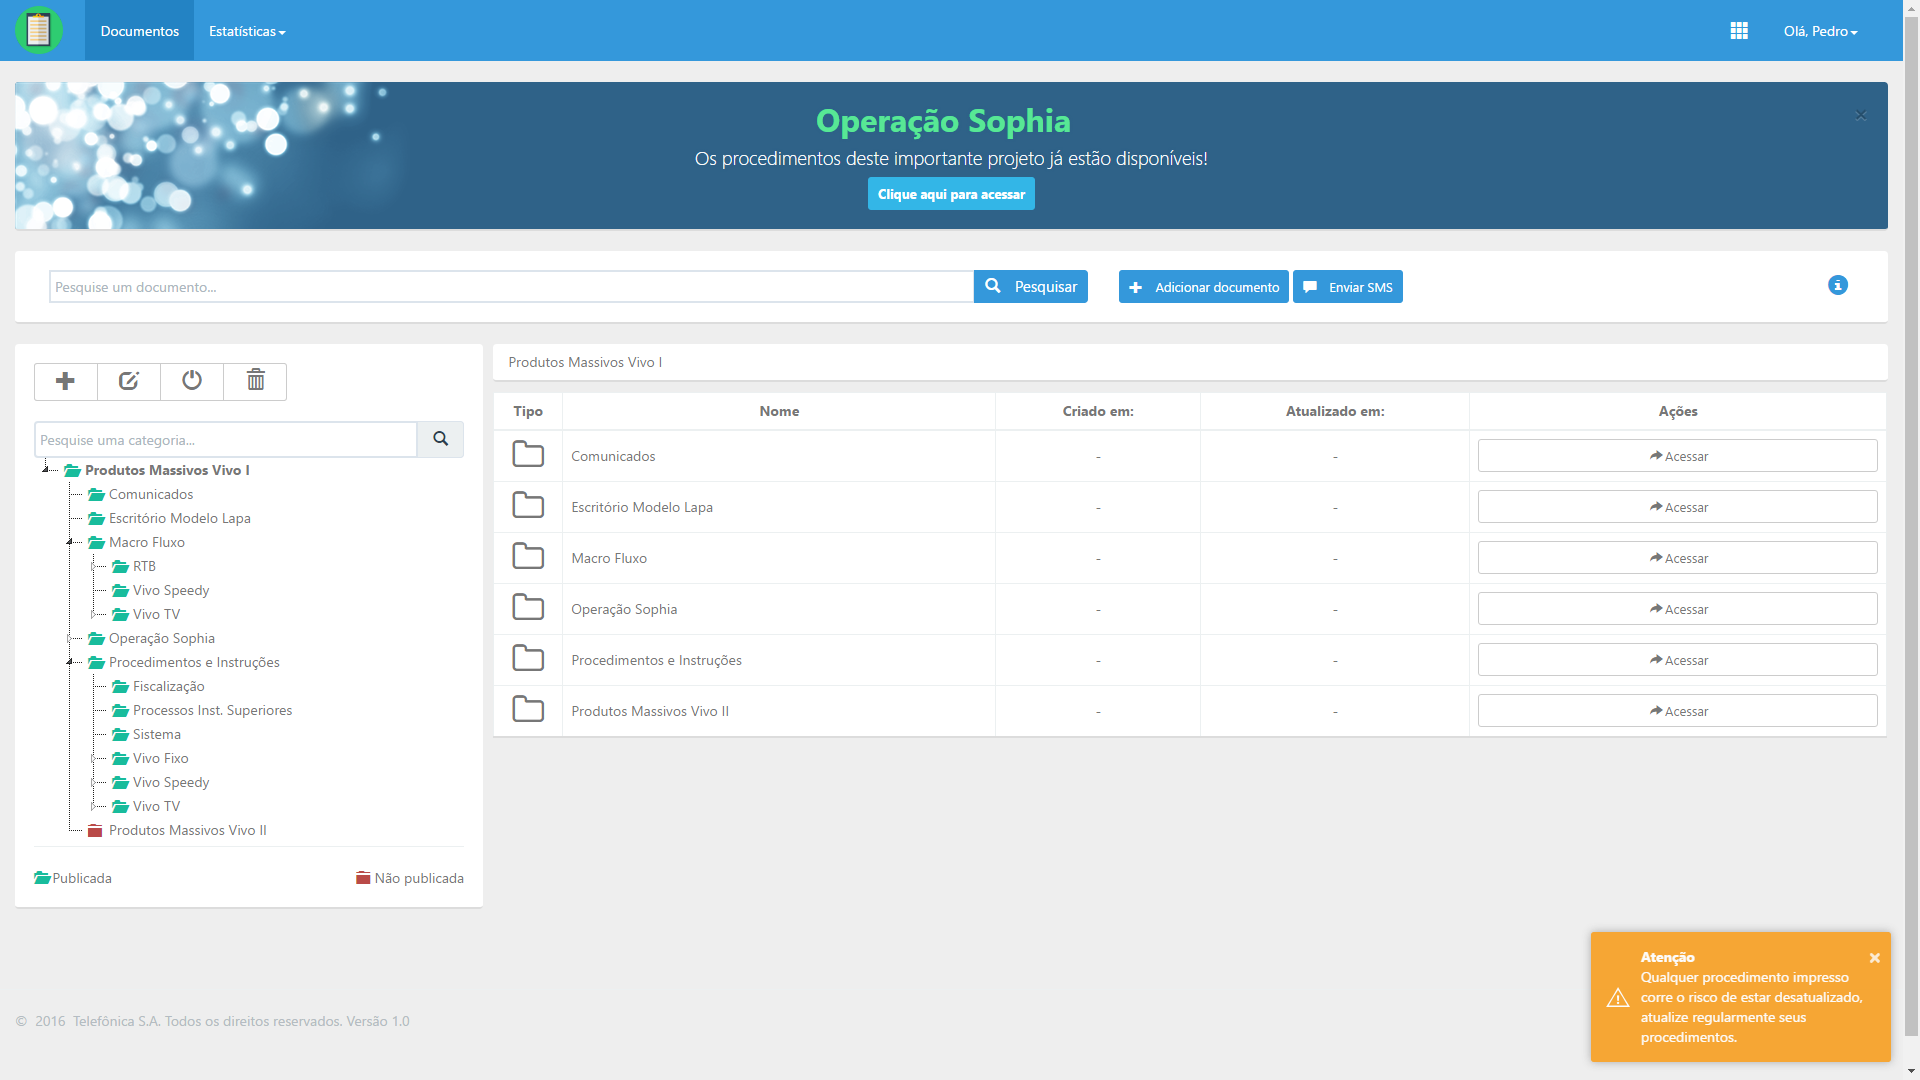 Documentos
Estatísticas
Olá, Pedro
Operação Sophia
Os procedimentos deste importante projeto já estão disponíveis!
Clique aqui para acessar
Pesquise um documento...
Pesquisar
Adicionar documento
Enviar SMS
Pesquise uma categoria...
Produtos Massivos Vivo I
Comunicados
Escritório Modelo Lapa
Macro Fluxo
RTB
Vivo Speedy
Vivo TV
Operação Sophia
Procedimentos e Instruções
Fiscalização
Processos Inst. Superiores
Sistema
Vivo Fixo
Vivo Speedy
Vivo TV
Produtos Massivos Vivo II
Publicada
Não publicada
Produtos Massivos Vivo I
Tipo Nome Criado em: Atualizado em: Ações
Comunicados - - Acessar
Escritório Modelo Lapa - - Acessar
Macro Fluxo - - Acessar
Operação Sophia - - Acessar
Procedimentos e Instruções - - Acessar
Produtos Massivos Vivo II - - Acessar
Atenção
Qualquer procedimento impresso
corre o risco de estar desatualizado,
atualize regularmente seus
procedimentos.
© 2016 Telefônica S.A. Todos os direitos reservados. Versão 1.0